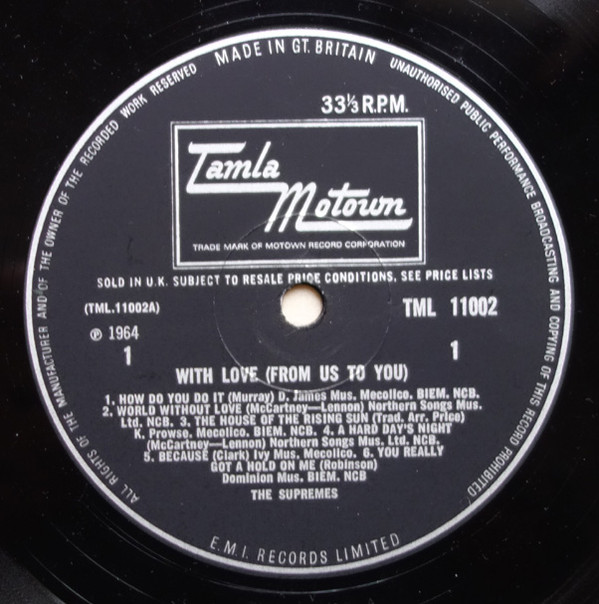 MADE IN GT. BRITAIN
UNAUTHORISED PUBLIC PERFORMANCE BROADCASTING AND COPYING OF THIS RECORD PROHIBITED
ALL RIGHTS OF THE MANUFACTURER AND OF THE OWNER OF THE RECORDED WORK RESERVED
33⅓ R.P.M.
Tamla
Motown
TRADE MARK OF MOTOWN RECORD CORPORATION
SOLD IN U.K. SUBJECT TO RESALE PRICE CONDITIONS, SEE PRICE LISTS
(TML.11002A) TML 11002
℗ 1964
1 1
WITH LOVE (FROM US TO YOU)
1. HOW DO YOU DO IT (Murray) D. James Mus. Mecolico. BIEM. NCB.
2. WORLD WITHOUT LOVE (McCartney—Lennon) Northern Songs Mus.
Ltd. NCB. 3. THE HOUSE OF THE RISING SUN (Trad. Arr. Price)
K. Prowse. Mecolico. BIEM. NCB. 4. A HARD DAY'S NIGHT
(McCartney—Lennon) Northern Songs Mus. Ltd. NCB.
5. BECAUSE (Clark) Ivy Mus. Mecolico. 6. YOU REALLY
GOT A HOLD ON ME (Robinson)
Dominion Mus. BIEM. NCB
THE SUPREMES
E.M.I. RECORDS LIMITED